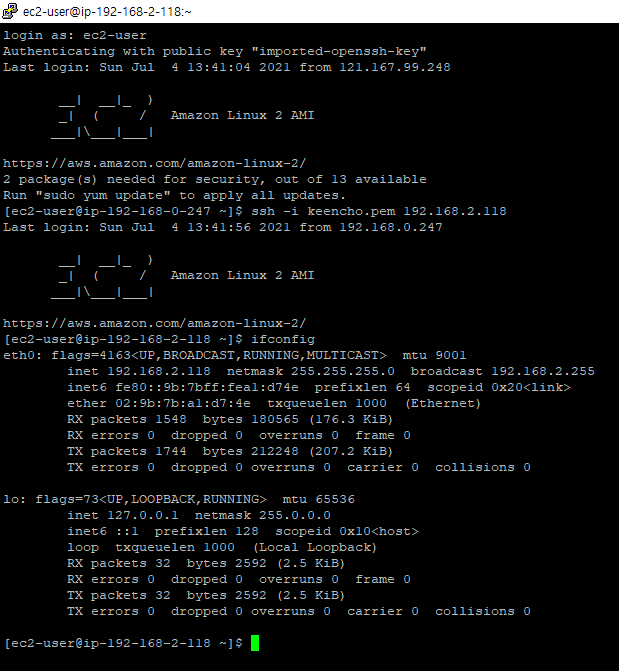 ec2-user@ip-192-168-2-118:~
login as: ec2-user
Authenticating with public key "imported-openssh-key"
Last login: Sun Jul  4 13:41:04 2021 from 121.167.99.248
       __|  __|_  )
       _|  (     /   Amazon Linux 2 AMI
      ___|\___|___|
https://aws.amazon.com/amazon-linux-2/
2 package(s) needed for security, out of 13 available
Run "sudo yum update" to apply all updates.
[ec2-user@ip-192-168-0-247 ~]$ ssh -i keencho.pem 192.168.2.118
Last login: Sun Jul  4 13:41:56 2021 from 192.168.0.247
       __|  __|_  )
       _|  (     /   Amazon Linux 2 AMI
      ___|\___|___|
https://aws.amazon.com/amazon-linux-2/
[ec2-user@ip-192-168-2-118 ~]$ ifconfig
eth0: flags=4163<UP,BROADCAST,RUNNING,MULTICAST>  mtu 9001
        inet 192.168.2.118  netmask 255.255.255.0  broadcast 192.168.2.255
        inet6 fe80::9b:7bff:fea1:d74e  prefixlen 64  scopeid 0x20<link>
        ether 02:9b:7b:a1:d7:4e  txqueuelen 1000  (Ethernet)
        RX packets 1548  bytes 180565 (176.3 KiB)
        RX errors 0  dropped 0  overruns 0  frame 0
        TX packets 1744  bytes 212248 (207.2 KiB)
        TX errors 0  dropped 0 overruns 0  carrier 0  collisions 0
lo: flags=73<UP,LOOPBACK,RUNNING>  mtu 65536
        inet 127.0.0.1  netmask 255.0.0.0
        inet6 ::1  prefixlen 128  scopeid 0x10<host>
        loop  txqueuelen 1000  (Local Loopback)
        RX packets 32  bytes 2592 (2.5 KiB)
        RX errors 0  dropped 0  overruns 0  frame 0
        TX packets 32  bytes 2592 (2.5 KiB)
        TX errors 0  dropped 0 overruns 0  carrier 0  collisions 0
[ec2-user@ip-192-168-2-118 ~]$